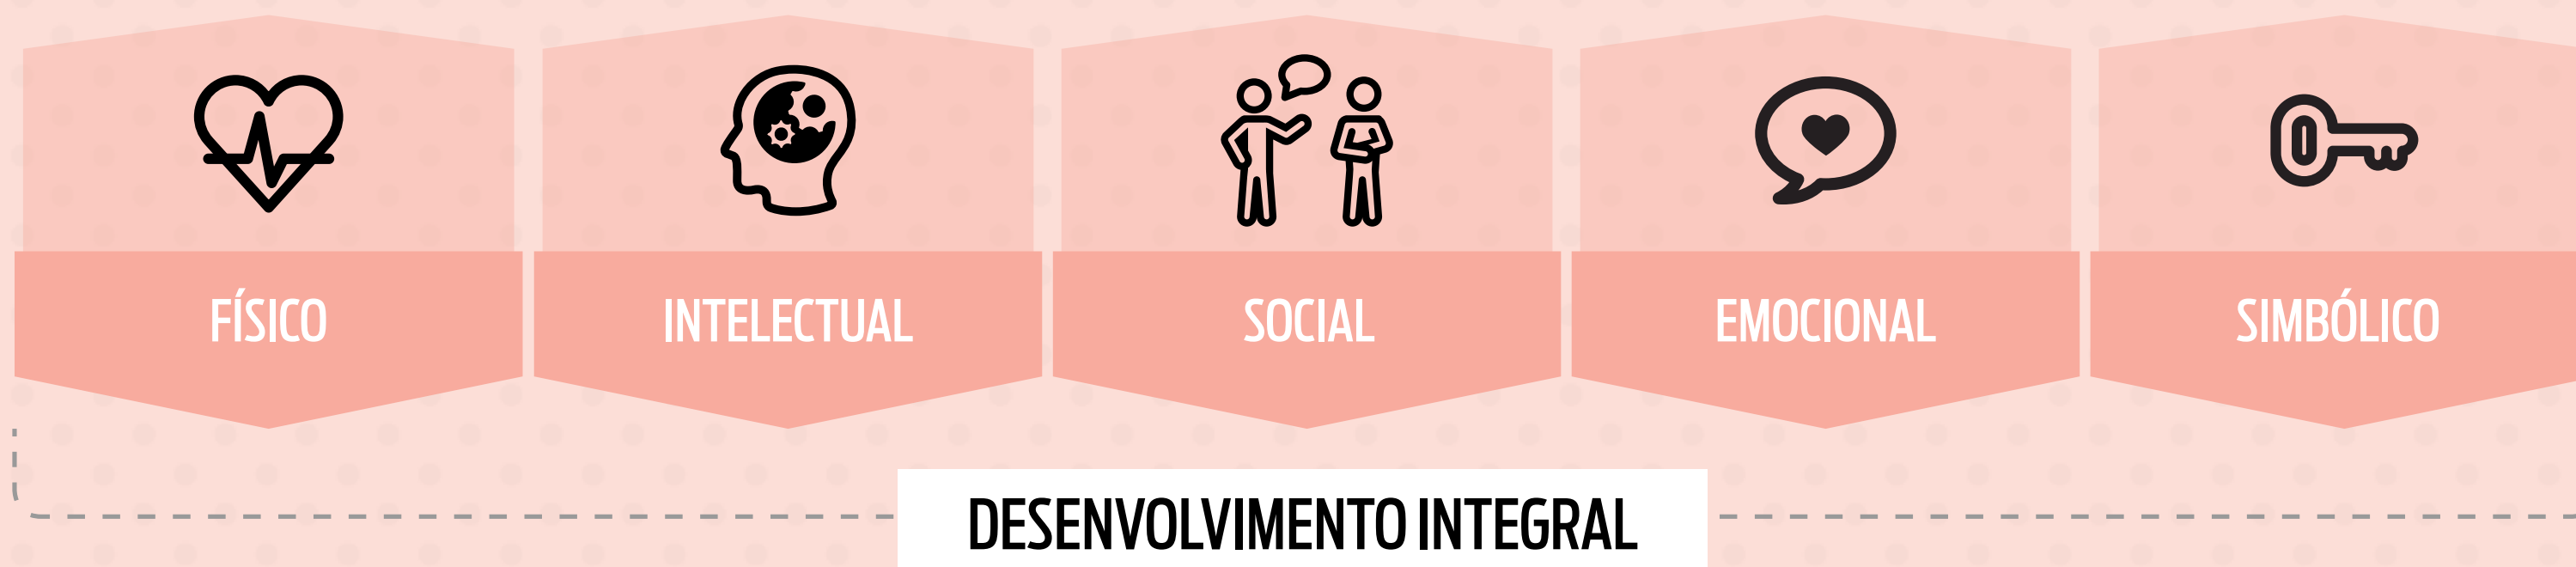 FÍSICO
INTELECTUAL
SOCIAL
EMOCIONAL
SIMBÓLICO
DESENVOLVIMENTO INTEGRAL